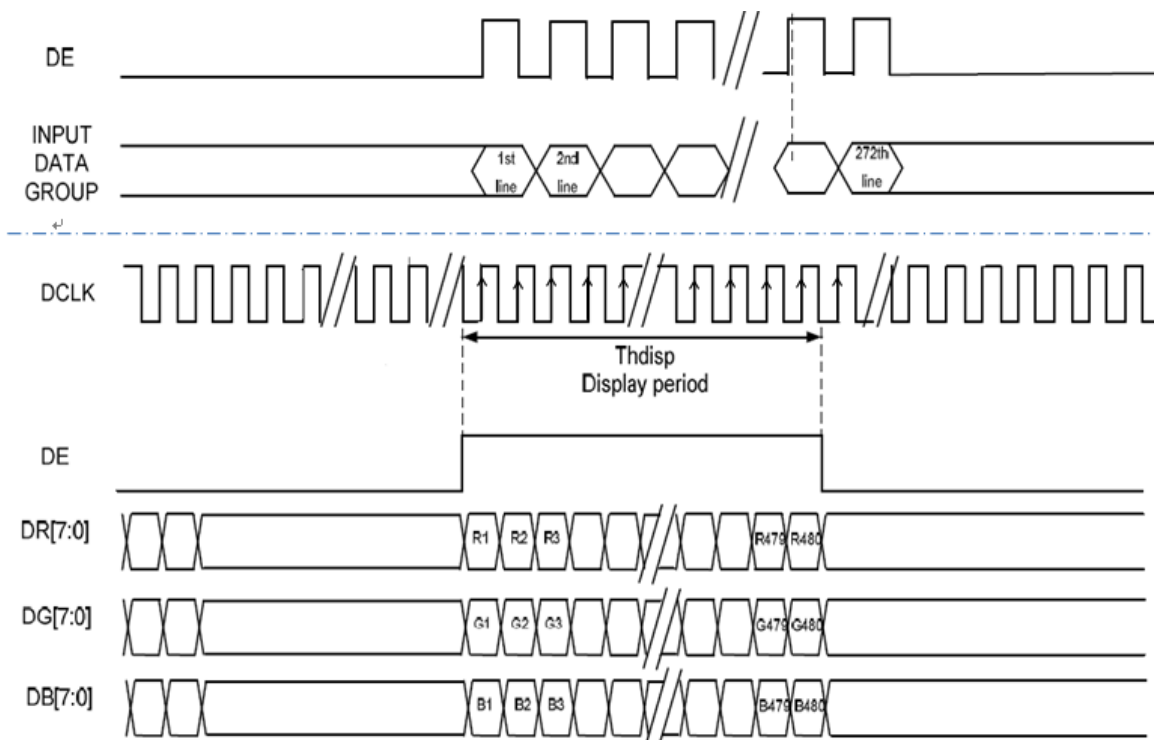 DE
INPUT
DATA
GROUP
1st
line
2nd
line
272th
line
↵
DCLK
Thdisp
Display period
DE
DR[7:0]
R1 R2 R3 R479 R480
DG[7:0]
G1 G2 G3 G479 G480
DB[7:0]
B1 B2 B3 B479 B480